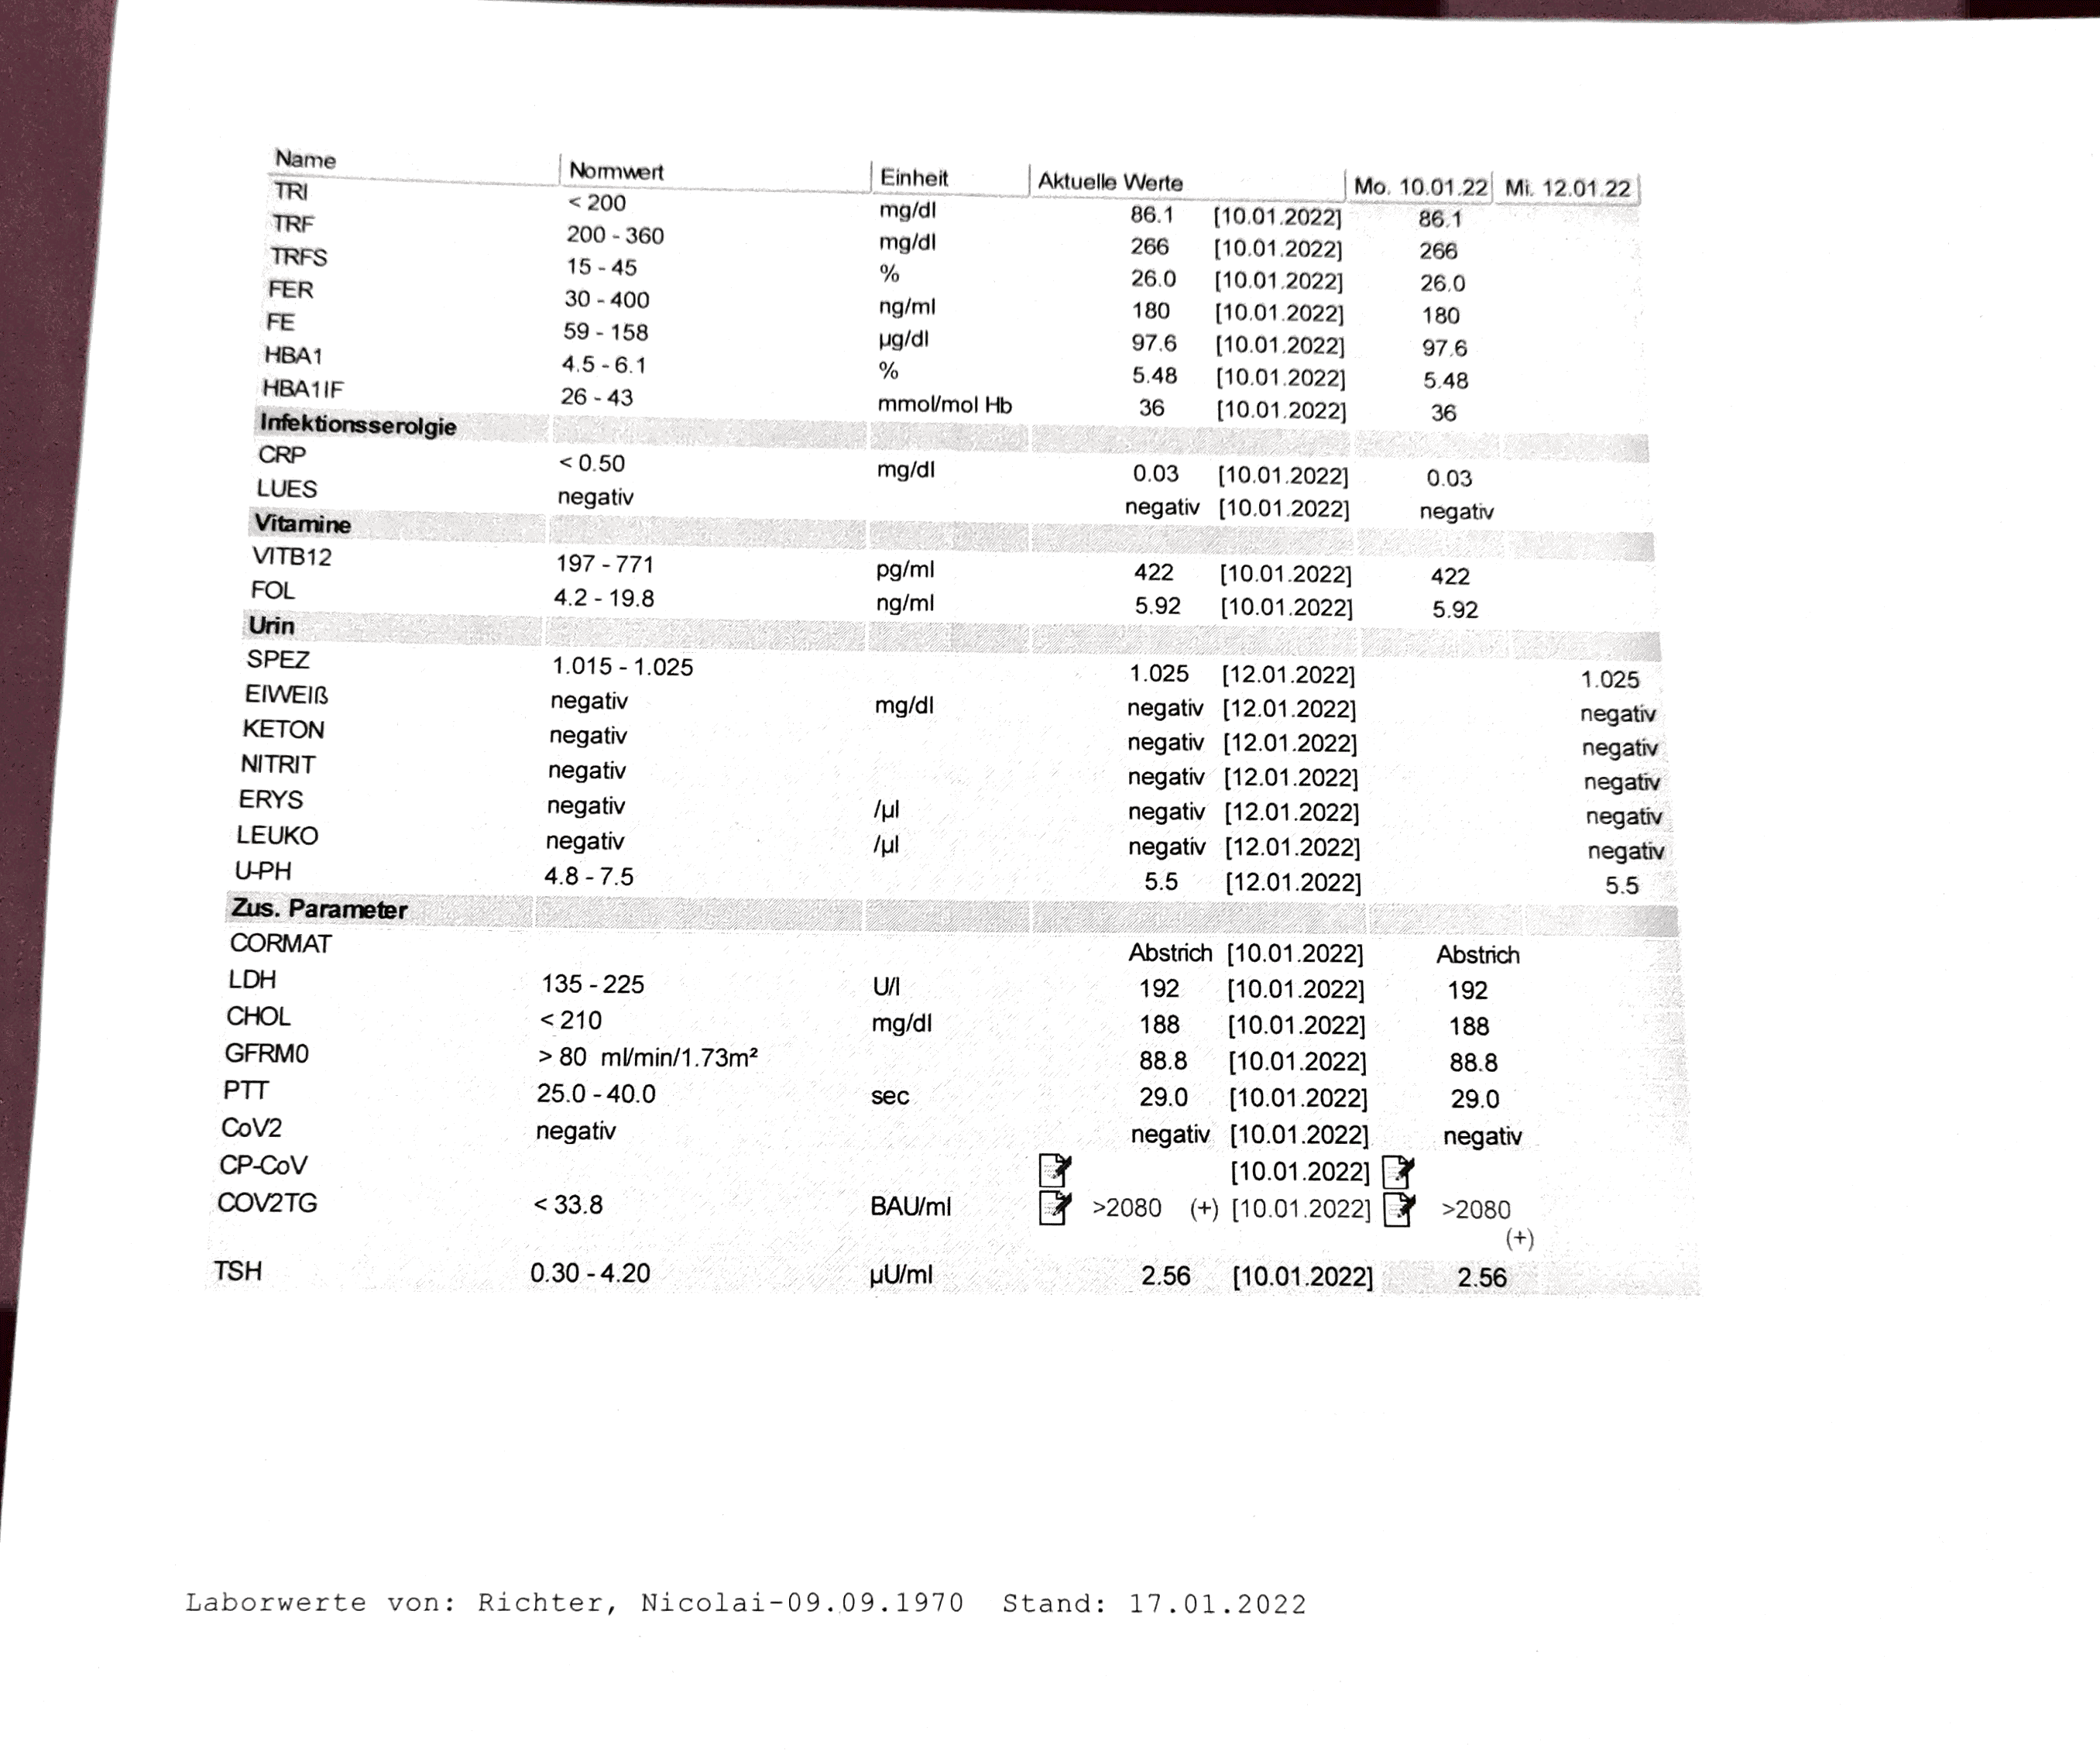 Name Normwert Einheit Aktuelle Werte Mo. 10.01.22 Mi. 12.01.22
TRI < 200 mg/dl 86.1 [10.01.2022] 86.1
TRF 200 - 360 mg/dl 266 [10.01.2022] 266
TRFS 15 - 45 % 26.0 [10.01.2022] 26.0
FER 30 - 400 ng/ml 180 [10.01.2022] 180
FE 59 - 158 µg/dl 97.6 [10.01.2022] 97.6
HBA1 4.5 - 6.1 % 5.48 [10.01.2022] 5.48
HBA1IF 26 - 43 mmol/mol Hb 36 [10.01.2022] 36
Infektionsserolgie
CRP < 0.50 mg/dl 0.03 [10.01.2022] 0.03
LUES negativ negativ [10.01.2022] negativ
Vitamine
VITB12 197 - 771 pg/ml 422 [10.01.2022] 422
FOL 4.2 - 19.8 ng/ml 5.92 [10.01.2022] 5.92
Urin
SPEZ 1.015 - 1.025 1.025 [12.01.2022] 1.025
EIWEIß negativ mg/dl negativ [12.01.2022] negativ
KETON negativ negativ [12.01.2022] negativ
NITRIT negativ negativ [12.01.2022] negativ
ERYS negativ /µl negativ [12.01.2022] negativ
LEUKO negativ /µl negativ [12.01.2022] negativ
U-PH 4.8 - 7.5 5.5 [12.01.2022] 5.5
Zus. Parameter
CORMAT Abstrich [10.01.2022] Abstrich
LDH 135 - 225 U/l 192 [10.01.2022] 192
CHOL < 210 mg/dl 188 [10.01.2022] 188
GFRM0 > 80 ml/min/1.73m² 88.8 [10.01.2022] 88.8
PTT 25.0 - 40.0 sec 29.0 [10.01.2022] 29.0
CoV2 negativ negativ [10.01.2022] negativ
CP-CoV [10.01.2022]
COV2TG < 33.8 BAU/ml >2080 (+) [10.01.2022] >2080
(+)
TSH 0.30 - 4.20 µU/ml 2.56 [10.01.2022] 2.56
Laborwerte von: Richter, Nicolai-09.09.1970 Stand: 17.01.2022